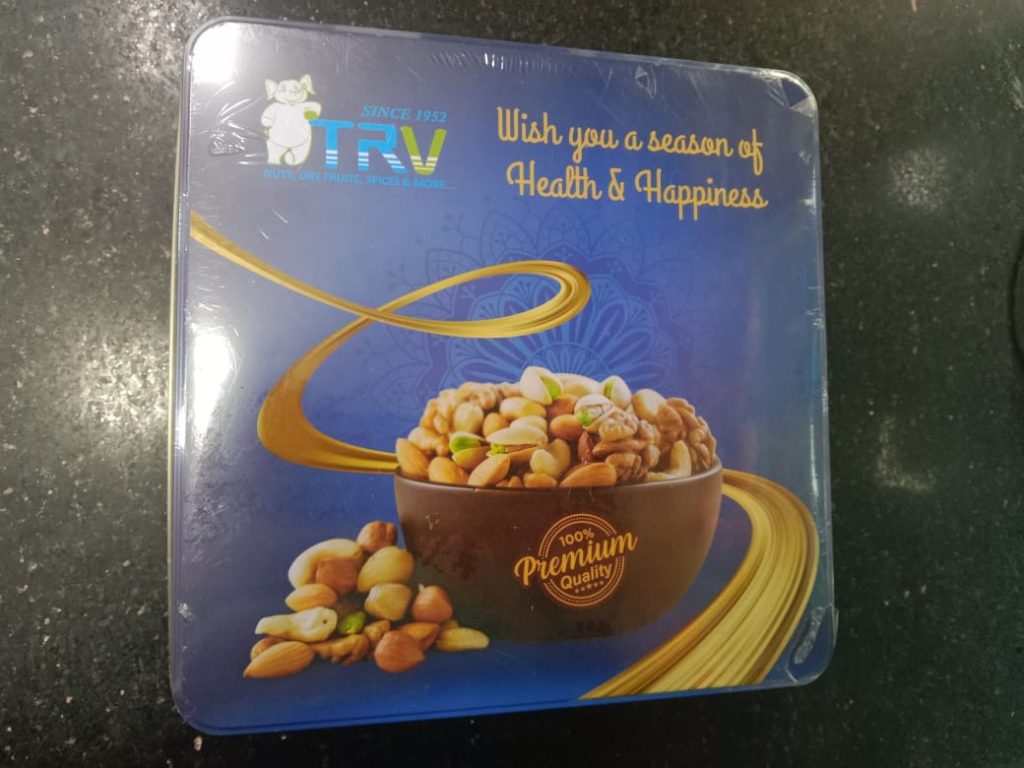 SINCE 1952
TRV
NUTS, DRY FRUITS, SPICES & MORE...
Wish you a season of
Health & Happiness
100%
Premium
Quality